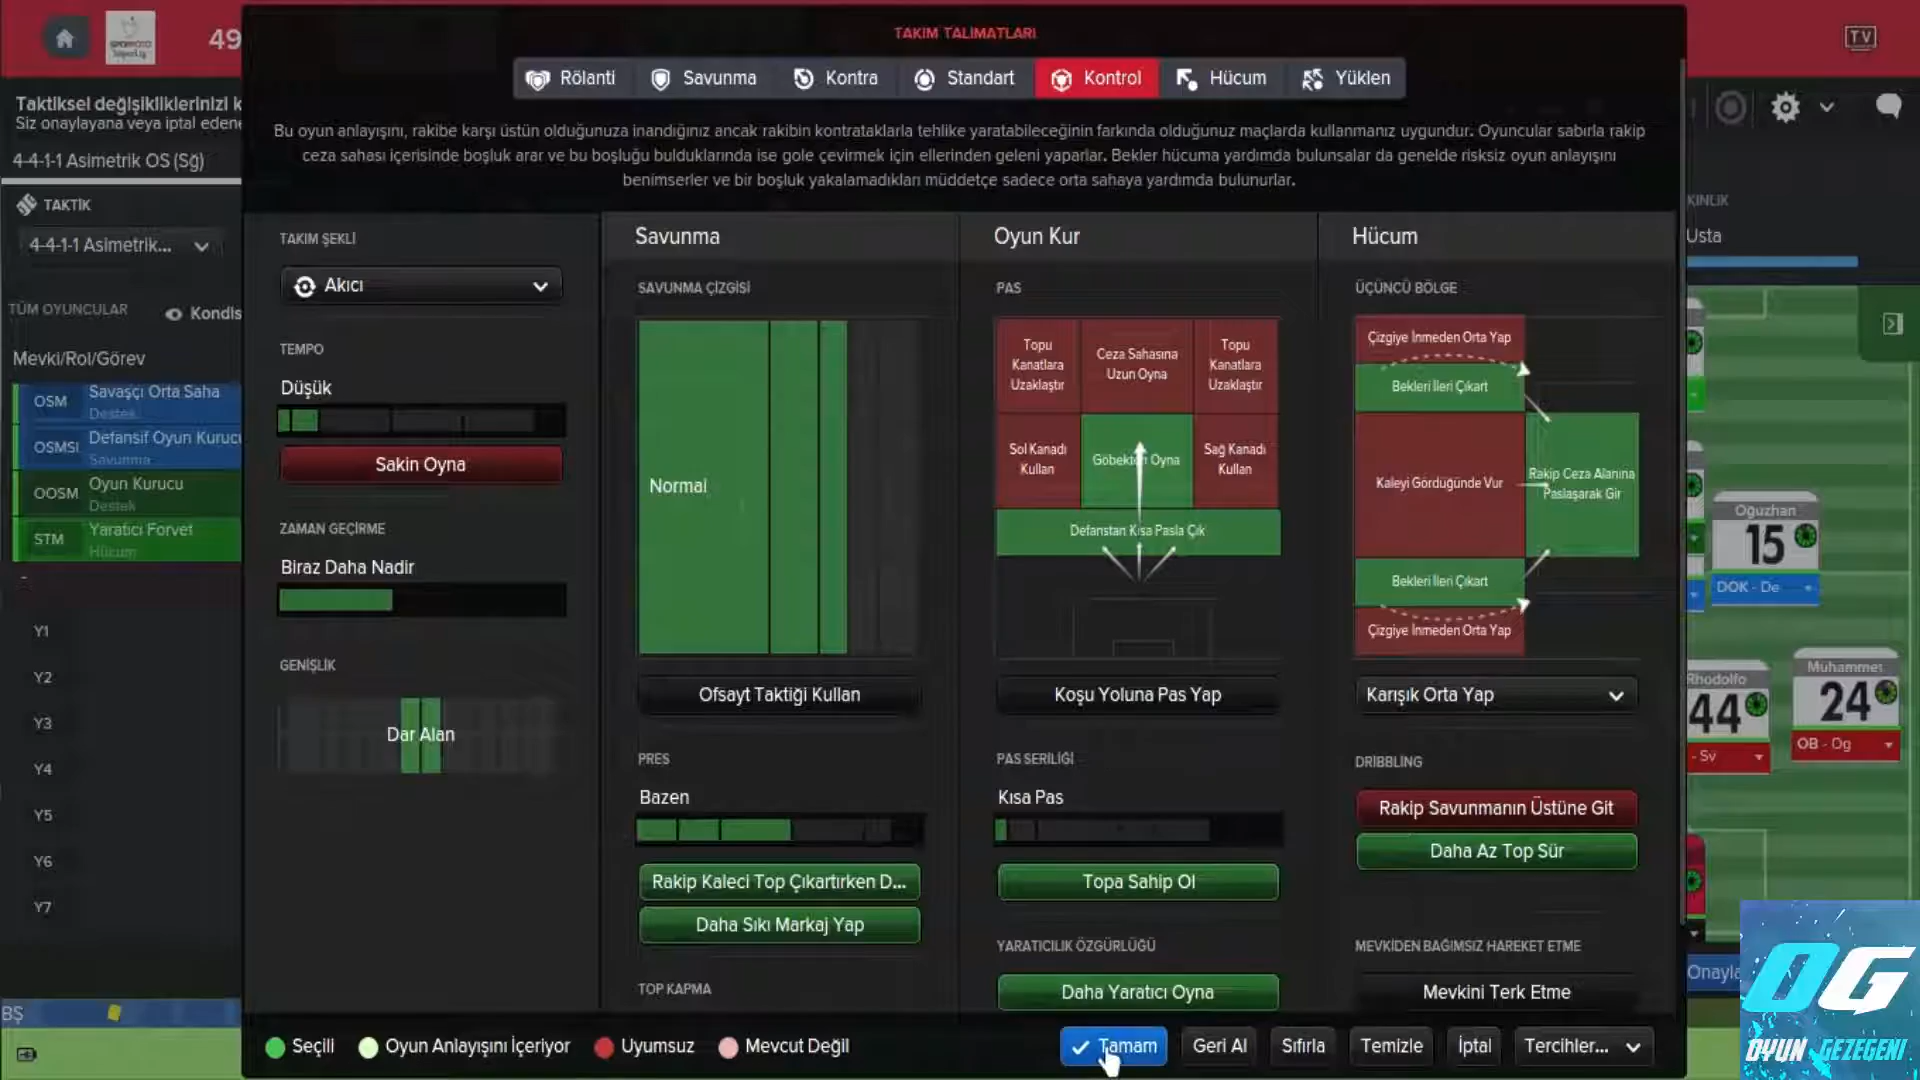 TAKIM TALİMATLARI
49
TV
Rölanti
Savunma
Kontra
Standart
Kontrol
Hücum
Yüklen
Taktiksel değişikliklerinizi k
Siz onaylayana veya iptal edene
4-4-1-1 Asimetrik OS (Sğ)
TAKTİK
4-4-1-1 Asimetrik...
TÜM OYUNCULAR
Kondis
Mevki/Rol/Görev
OSM
Savaşçı Orta Saha
Destek
OSMSI
Defansif Oyun Kurucu
Savunma
OOSM
Oyun Kurucu
Destek
STM
Yaratıcı Forvet
Hücum
Y1
Y2
Y3
Y4
Y5
Y6
Y7
BŞ
Bu oyun anlayışını, rakibe karşı üstün olduğunuza inandığınız ancak rakibin kontrataklarla tehlike yaratabileceğinin farkında olduğunuz maçlarda kullanmanız uygundur. Oyuncular sabırla rakip
ceza sahası içerisinde boşluk arar ve bu boşluğu bulduklarında ise gole çevirmek için ellerinden geleni yaparlar. Bekler hücuma yardımda bulunsalar da genelde risksiz oyun anlayışını
benimserler ve bir boşluk yakalamadıkları müddetçe sadece orta sahaya yardımda bulunurlar.
TAKIM ŞEKLİ
Akıcı
TEMPO
Düşük
Sakin Oyna
ZAMAN GEÇİRME
Biraz Daha Nadir
GENİŞLİK
Dar Alan
Savunma
SAVUNMA ÇİZGİSİ
Normal
Ofsayt Taktiği Kullan
PRES
Bazen
Rakip Kaleci Top Çıkartırken D...
Daha Sıkı Markaj Yap
TOP KAPMA
Oyun Kur
PAS
Topu
Kanatlara
Uzaklaştır
Ceza Sahasına
Uzun Oyna
Topu
Kanatlara
Uzaklaştır
Sol Kanadı
Kullan
Göbekten Oyna
Sağ Kanadı
Kullan
Defanstan Kısa Pasla Çık
Koşu Yoluna Pas Yap
PAS SERİLİĞİ
Kısa Pas
Topa Sahip Ol
YARATICILIK ÖZGÜRLÜĞÜ
Daha Yaratıcı Oyna
Hücum
ÜÇÜNCÜ BÖLGE
Çizgiye İnmeden Orta Yap
Bekleri İleri Çıkart
Kaleyi Gördüğünde Vur
Rakip Ceza Alanına
Paslaşarak Gir
Bekleri İleri Çıkart
Çizgiye İnmeden Orta Yap
Karışık Orta Yap
DRİBBLİNG
Rakip Savunmanın Üstüne Git
Daha Az Top Sür
MEVKİDEN BAĞIMSIZ HAREKET ETME
Mevkini Terk Etme
Seçili
Oyun Anlayışını İçeriyor
Uyumsuz
Mevcut Değil
Tamam
Geri Al
Sıfırla
Temizle
İptal
Tercihler...
KINLIK
Usta
Oguzhan
15
DOK - De
Rhodolfo
44
- Sv
Muhammet
24
OB - Og
Onayla
OG
OYUN GEZEGENI